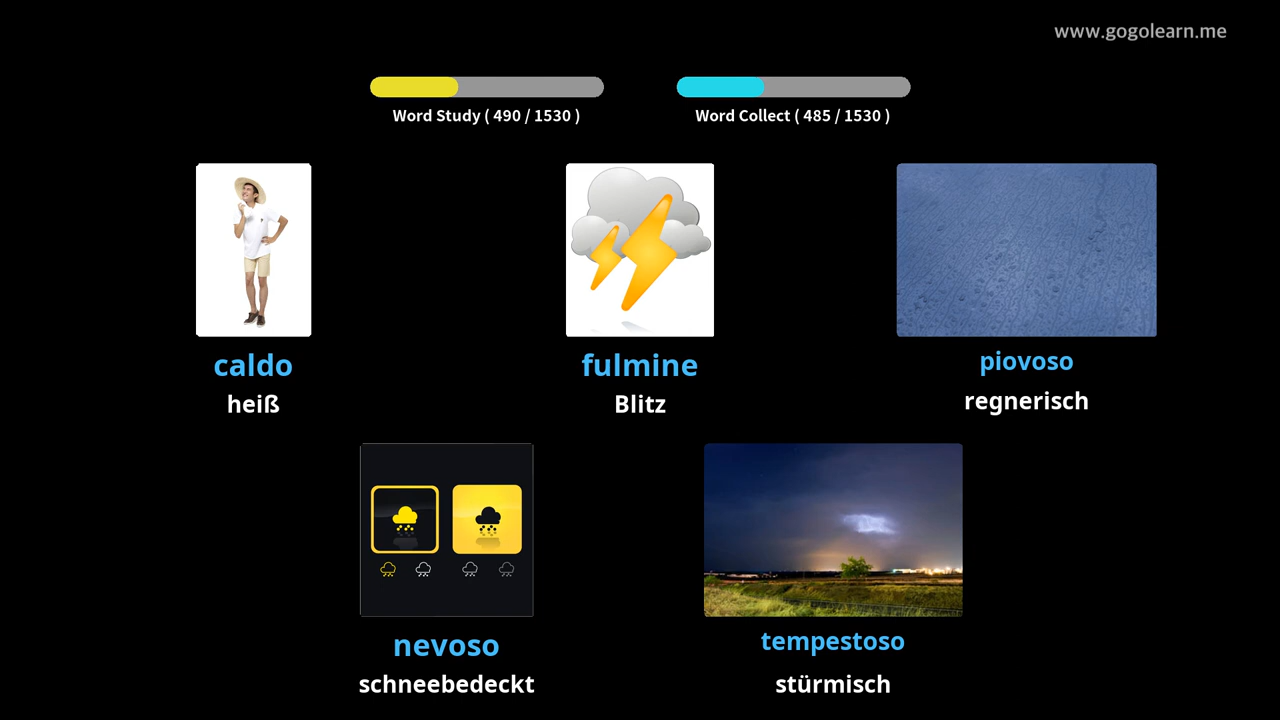 www.gogolearn.me
Word Study ( 490 / 1530 )
Word Collect ( 485 / 1530 )
caldo
heiß
fulmine
Blitz
piovoso
regnerisch
nevoso
schneebedeckt
tempestoso
stürmisch